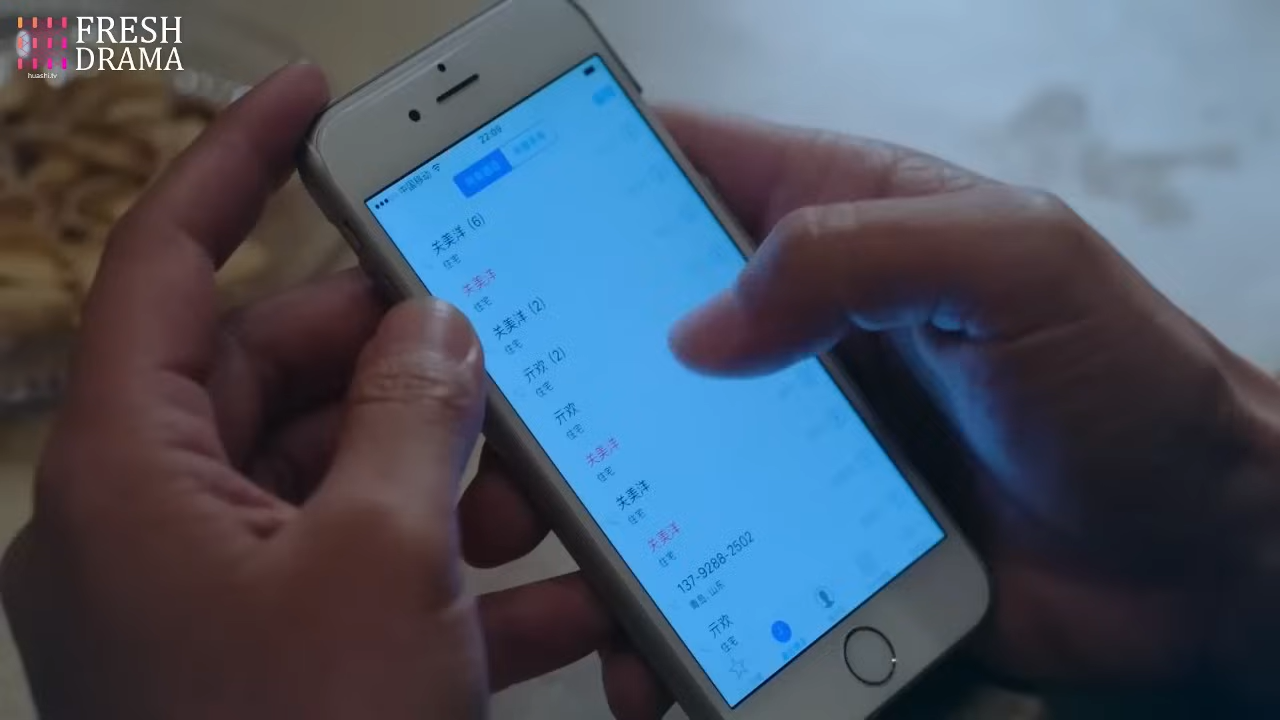 FRESH
DRAMA
huashi.tv
中国移动
22:09
关美洋 (6)
住宅
关美洋
住宅
关美洋 (2)
住宅
亓欢 (2)
住宅
亓欢
住宅
关美洋
住宅
关美洋
住宅
关美洋
住宅
137-9288-2502
青岛, 山东
亓欢
住宅